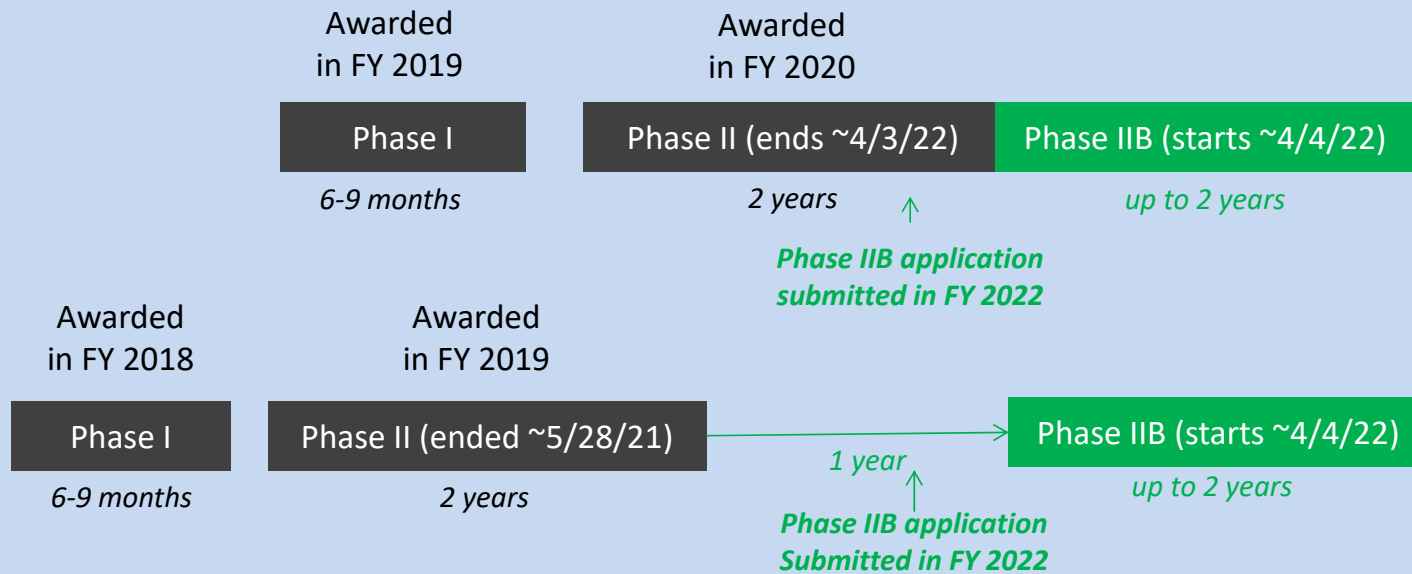 Awarded
in FY 2019
Awarded
in FY 2020
Phase I
Phase II (ends ~4/3/22)
Phase IIB (starts ~4/4/22)
6-9 months
2 years
up to 2 years
Phase IIB application
submitted in FY 2022
Awarded
in FY 2018
Awarded
in FY 2019
Phase I
Phase II (ended ~5/28/21)
Phase IIB (starts ~4/4/22)
1 year
6-9 months
2 years
up to 2 years
Phase IIB application
Submitted in FY 2022